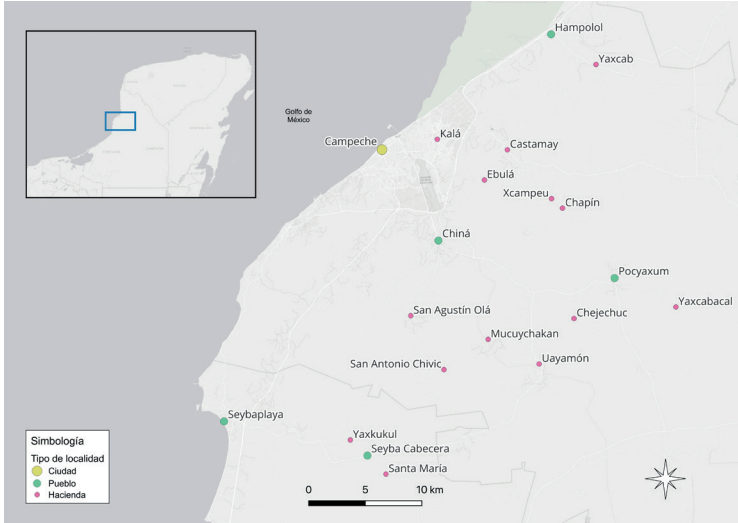 Hampolol
Yaxcab
Golfo de
México
Kalá
Campeche
Castamay
Ebulá
Xcampeu
Chapín
Chiná
Pocyaxum
Yaxcabacal
San Agustín Olá
Chejechuc
Mucuychakan
San Antonio Chivic
Uayamón
Seybaplaya
Yaxkukul
Seyba Cabecera
Santa María
Simbología
Tipo de localidad
Ciudad
Pueblo
Hacienda
0 5 10 km